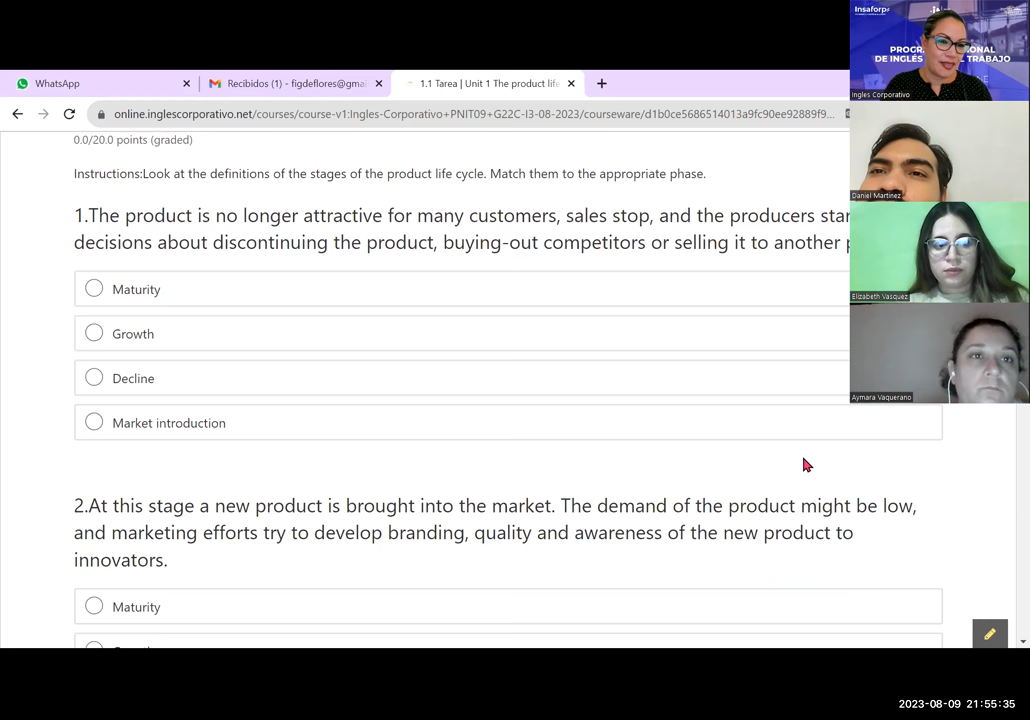 WhatsApp
Recibidos (1) - figdeflores@gmai
1.1 Tarea | Unit 1 The product life
online.inglescorporativo.net/courses/course-v1:Ingles-Corporativo+PNIT09+G22C-I3-08-2023/courseware/d1b0ce5686514013a9fc90ee92889f9...
0.0/20.0 points (graded)
Instructions:Look at the definitions of the stages of the product life cycle. Match them to the appropriate phase.
1.The product is no longer attractive for many customers, sales stop, and the producers star
decisions about discontinuing the product, buying-out competitors or selling it to another p
Maturity
Growth
Decline
Market introduction
2.At this stage a new product is brought into the market. The demand of the product might be low,
and marketing efforts try to develop branding, quality and awareness of the new product to
innovators.
Maturity
Insaforp
PROGR ONAL
DE INGLÉS TRABAJO
Ingles Corporativo
Daniel Martinez
Elizabeth Vasquez
Aymara Vaquerano
2023-08-09 21:55:35